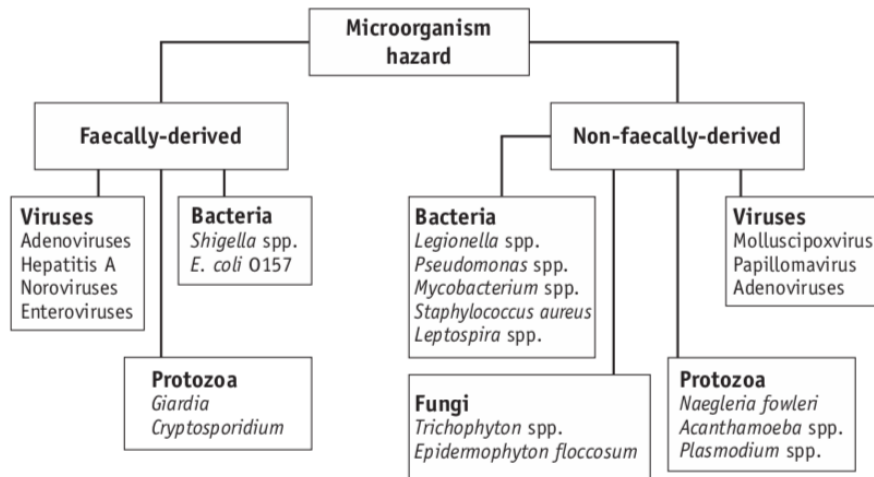 Microorganism
hazard
Faecally-derived
Non-faecally-derived
Viruses
Adenoviruses
Hepatitis A
Noroviruses
Enteroviruses
Bacteria
Shigella spp.
E. coli O157
Protozoa
Giardia
Cryptosporidium
Bacteria
Legionella spp.
Pseudomonas spp.
Mycobacterium spp.
Staphylococcus aureus
Leptospira spp.
Viruses
Molluscipoxvirus
Papillomavirus
Adenoviruses
Fungi
Trichophyton spp.
Epidermophyton floccosum
Protozoa
Naegleria fowleri
Acanthamoeba spp.
Plasmodium spp.